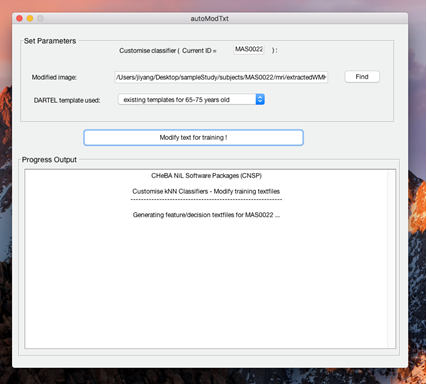 autoModTxt
Set Parameters
Customise classifier ( Current ID = MAS0022 ) :
Modified image: /Users/jiyang/Desktop/sampleStudy/subjects/MAS0022/mri/extractedWMH Find
DARTEL template used: existing templates for 65-75 years old
Modify text for training !
Progress Output
CHeBA NiL Software Packages (CNSP)
Customise kNN Classifiers - Modify training textfiles
----------------------------------------------------
Generating feature/decision textfiles for MAS0022 ...